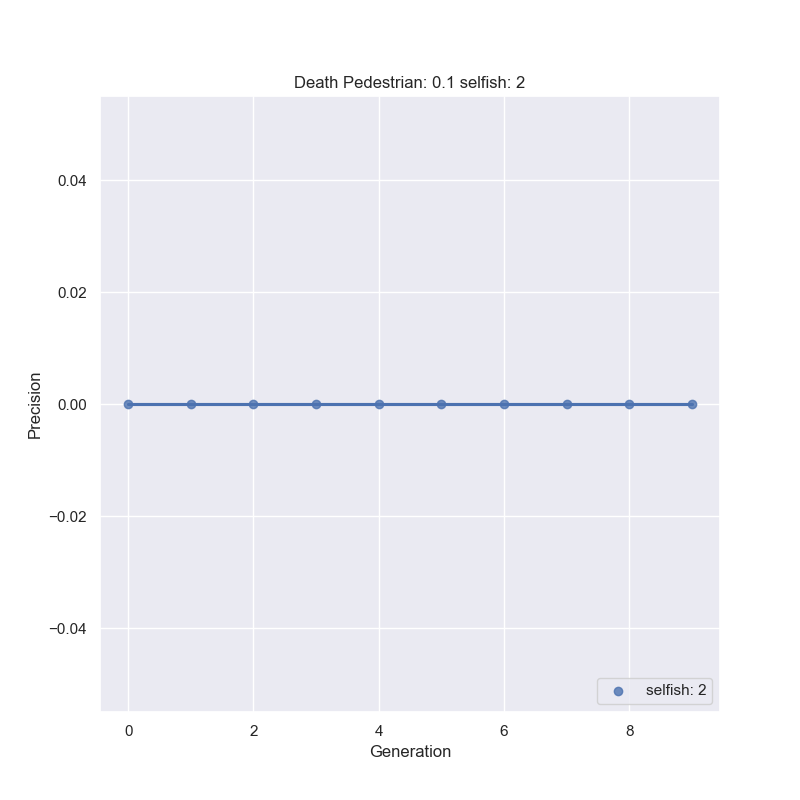 Death Pedestrian: 0.1 selfish: 2
Precision
0.04
0.02
0.00
−0.02
−0.04
0 2 4 6 8
Generation
selfish: 2